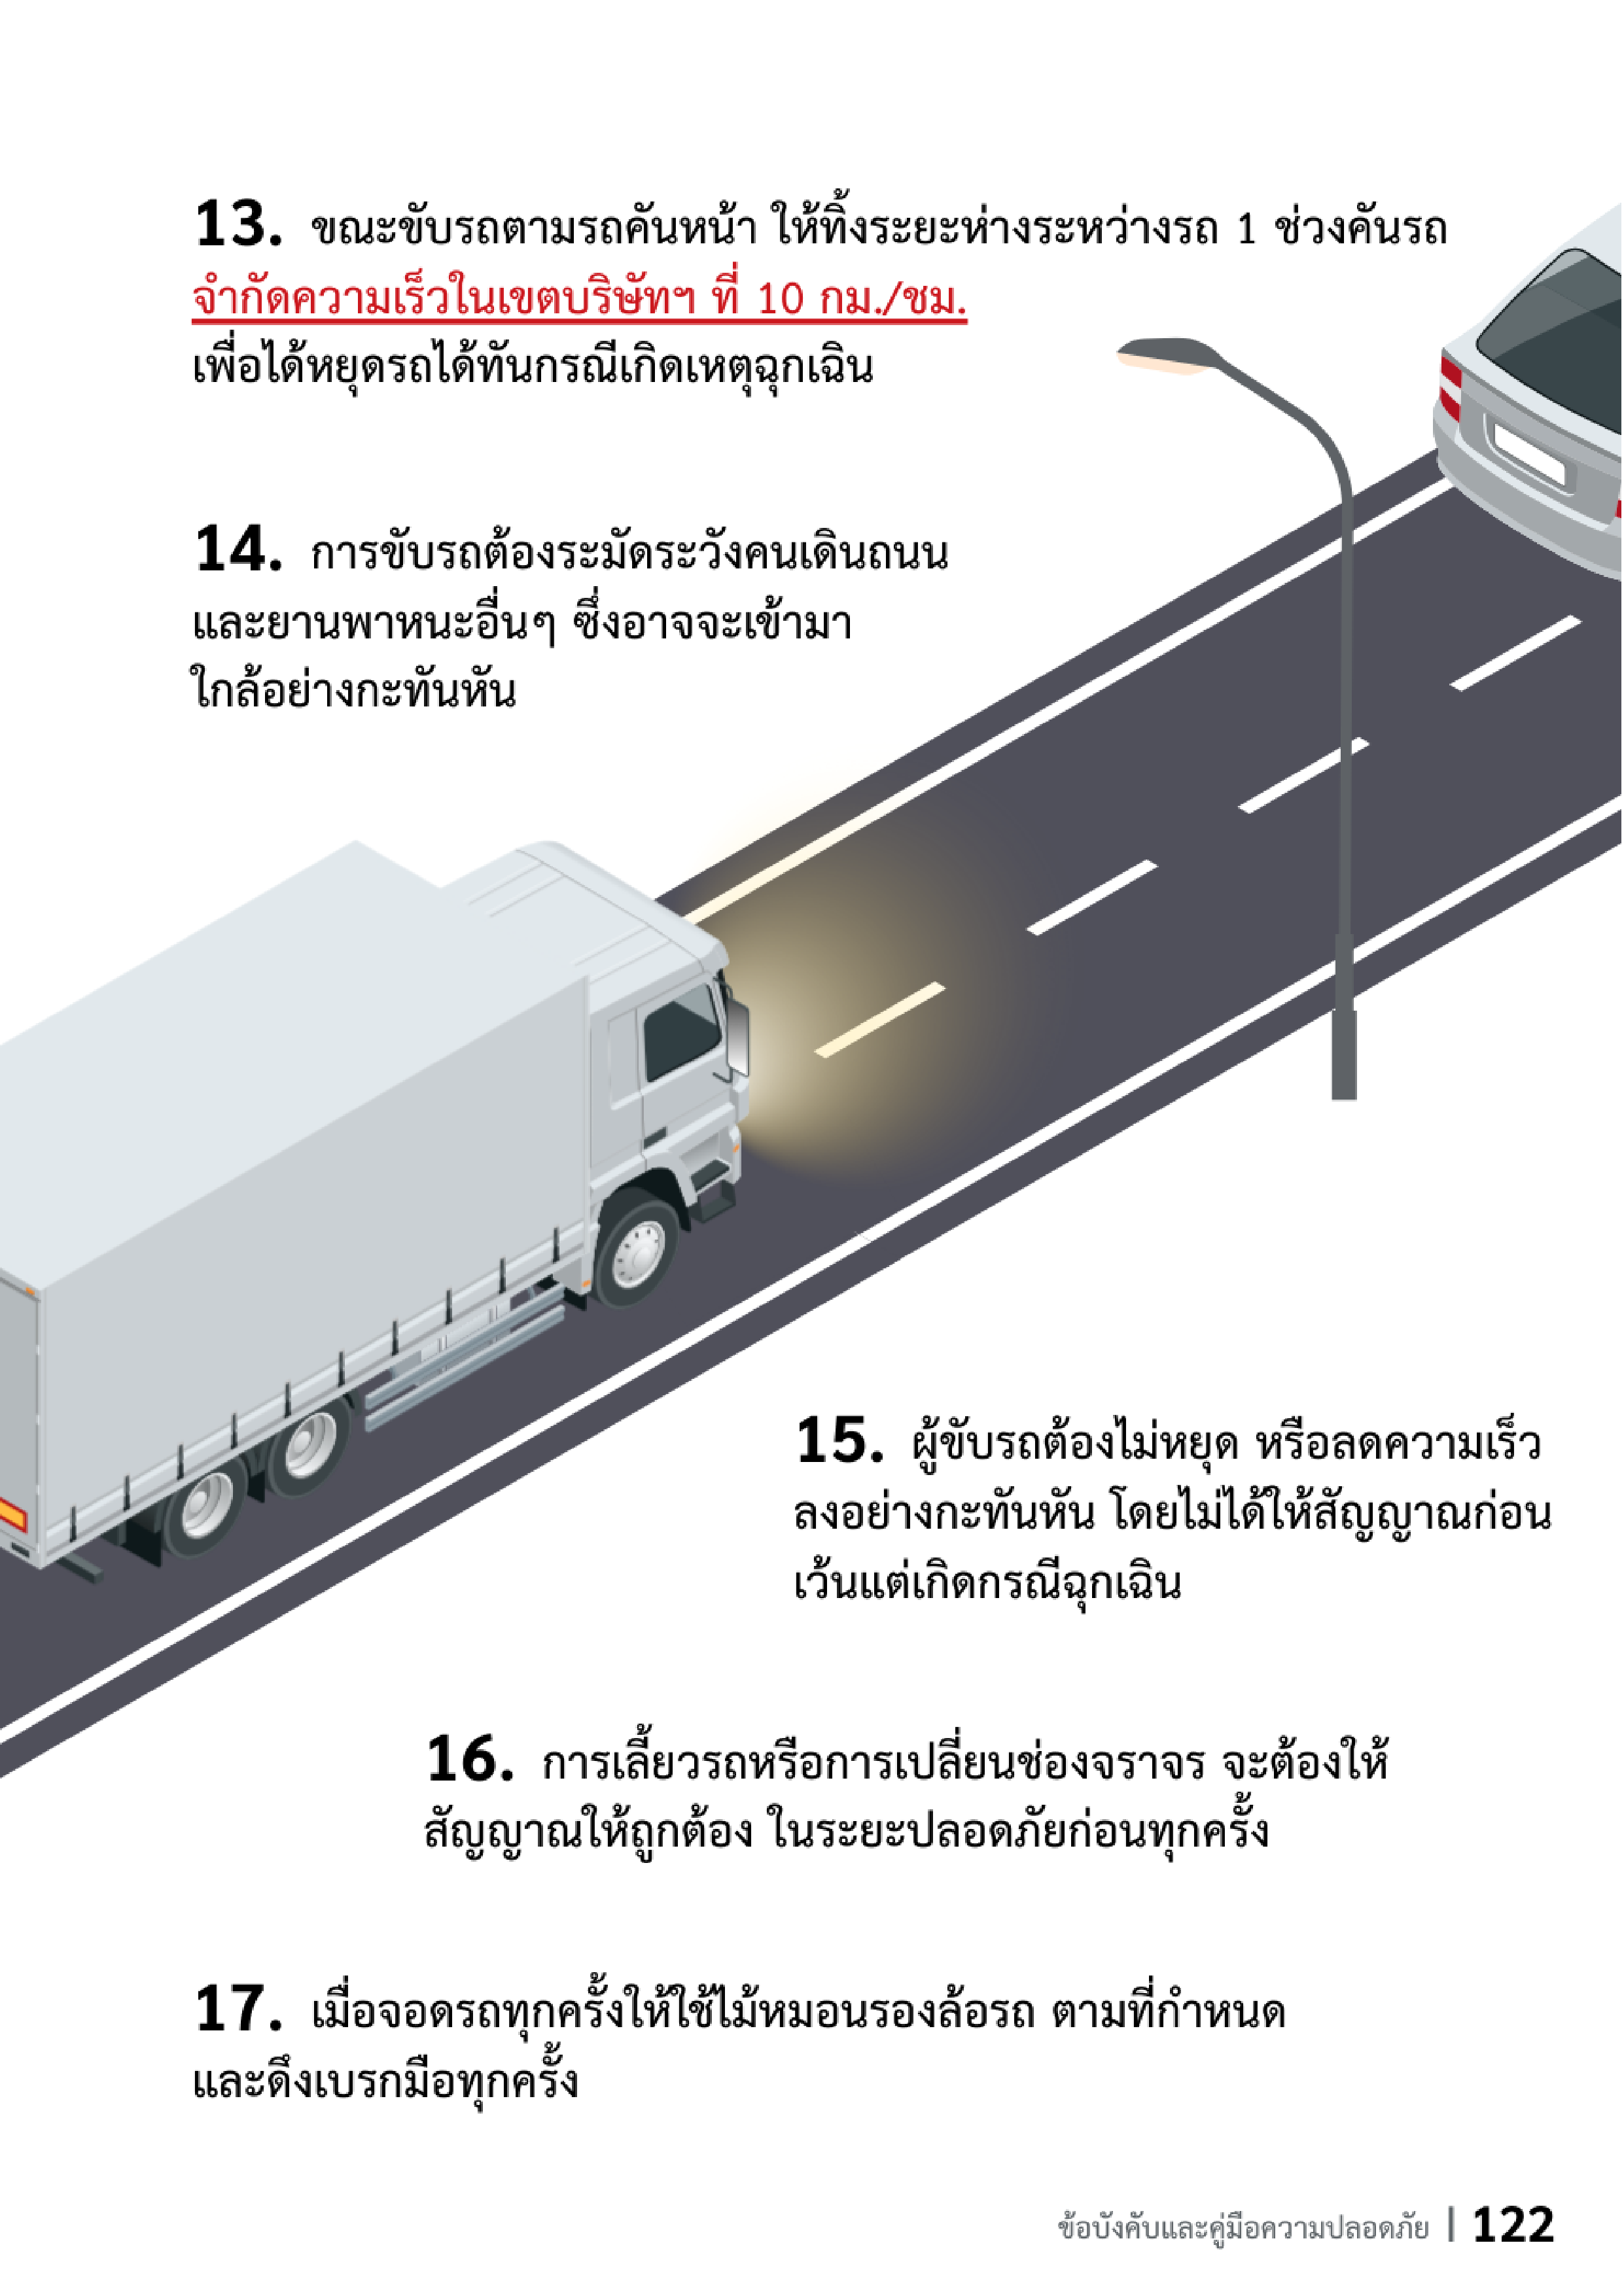 13. ขณะขับรถตามรถคันหน้า ให้ทิ้งระยะห่างระหว่างรถ 1 ช่วงคันรถ
จำกัดความเร็วในเขตบริษัทฯ ที่ 10 กม./ชม.
เพื่อได้หยุดรถได้ทันกรณีเกิดเหตุฉุกเฉิน
14. การขับรถต้องระมัดระวังคนเดินถนน
และยานพาหนะอื่นๆ ซึ่งอาจจะเข้ามา
ใกล้อย่างกะทันหัน
15. ผู้ขับรถต้องไม่หยุด หรือลดความเร็ว
ลงอย่างกะทันหัน โดยไม่ได้ให้สัญญาณก่อน
เว้นแต่เกิดกรณีฉุกเฉิน
16. การเลี้ยวรถหรือการเปลี่ยนช่องจราจร จะต้องให้
สัญญาณให้ถูกต้อง ในระยะปลอดภัยก่อนทุกครั้ง
17. เมื่อจอดรถทุกครั้งให้ใช้ไม้หมอนรองล้อรถ ตามที่กำหนด
และดึงเบรกมือทุกครั้ง
ข้อบังคับและคู่มือความปลอดภัย | 122